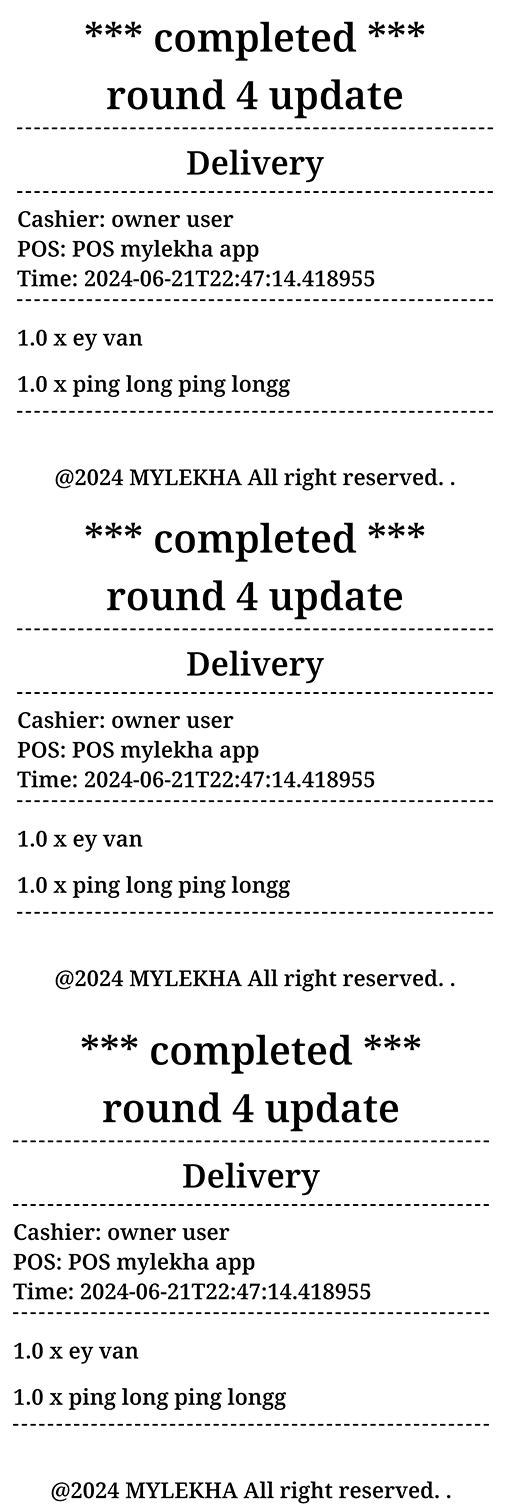 *** completed ***
round 4 update
Delivery
Cashier: owner user
POS: POS mylekha app
Time: 2024-06-21T22:47:14.418955
1.0 x ey van
1.0 x ping long ping longg
@2024 MYLEKHA All right reserved. .
*** completed ***
round 4 update
Delivery
Cashier: owner user
POS: POS mylekha app
Time: 2024-06-21T22:47:14.418955
1.0 x ey van
1.0 x ping long ping longg
@2024 MYLEKHA All right reserved. .
*** completed ***
round 4 update
Delivery
Cashier: owner user
POS: POS mylekha app
Time: 2024-06-21T22:47:14.418955
1.0 x ey van
1.0 x ping long ping longg
@2024 MYLEKHA All right reserved. .